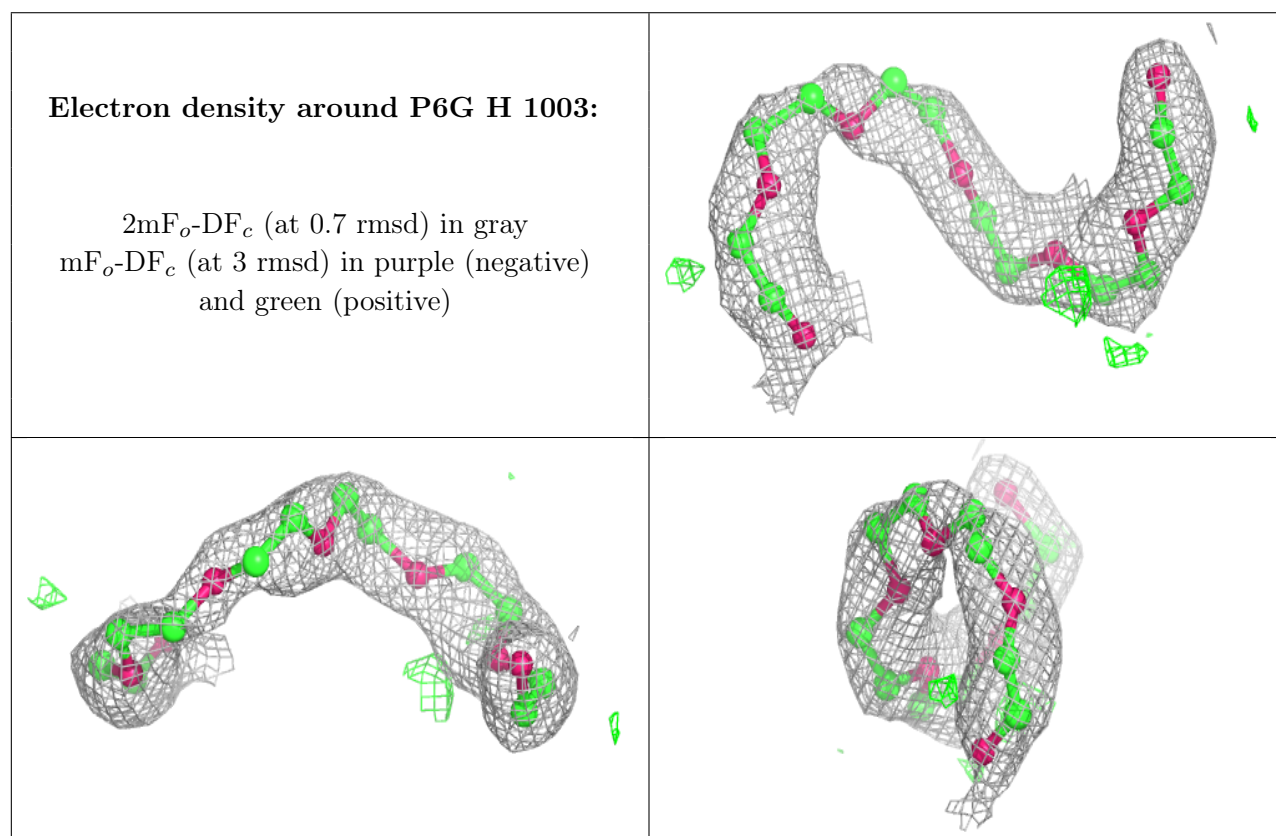 Electron density around P6G H 1003:
2mFo-DFc (at 0.7 rmsd) in gray
mFo-DFc (at 3 rmsd) in purple (negative)
and green (positive)